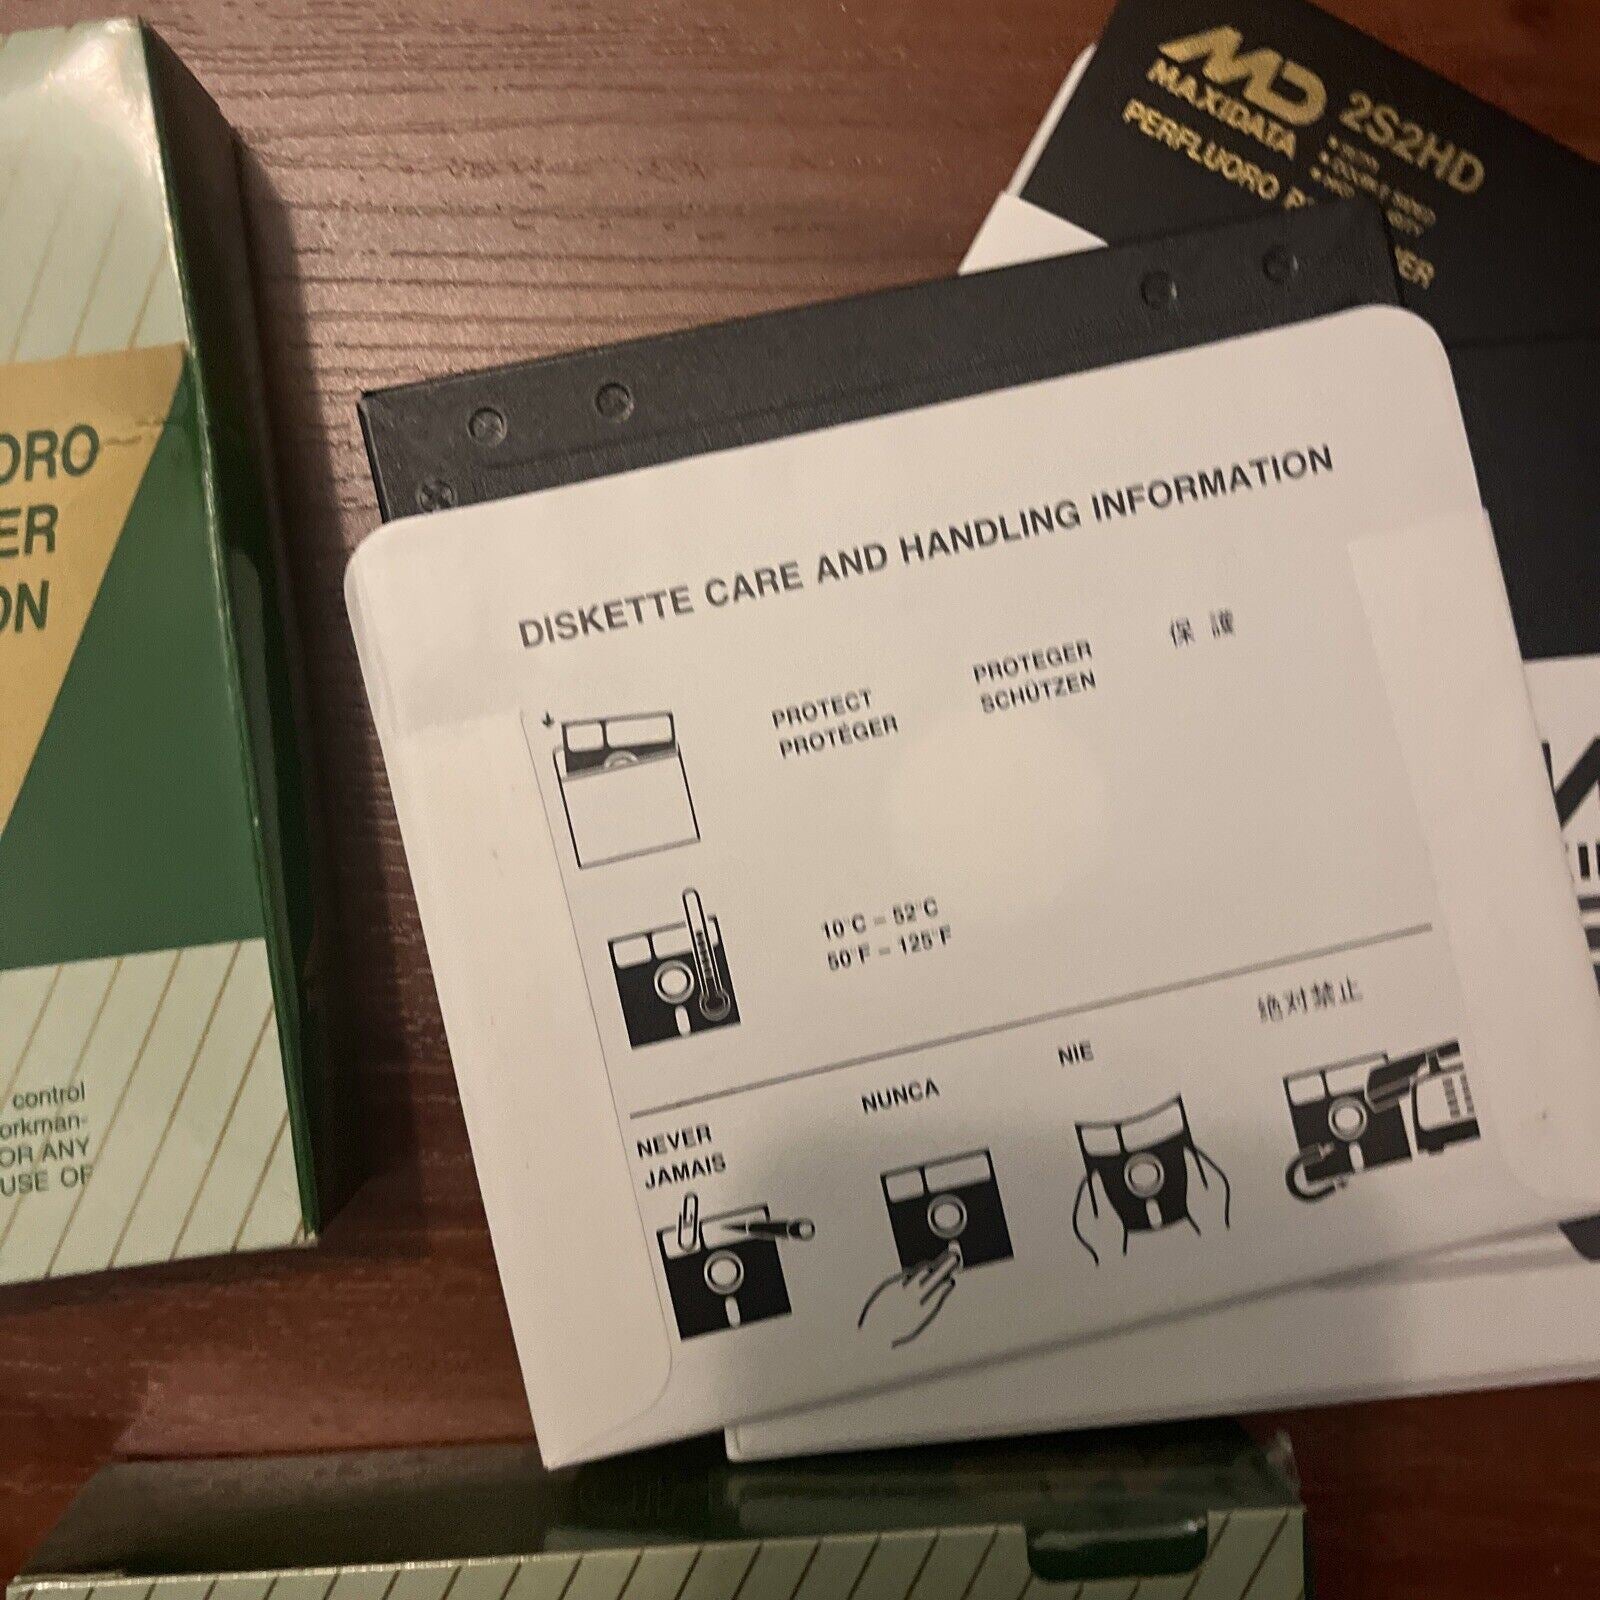 MD
MAXIDATA
2S2HD
PERFLUORO
ORO
ER
ON
control
orkman-
OR ANY
USE OF
DISKETTE CARE AND HANDLING INFORMATION
PROTECT
PROTÉGER
PROTEGER
SCHÜTZEN
保 護
10°C – 52°C
50°F – 125°F
NEVER
JAMAIS
NUNCA
NIE
絶対禁止